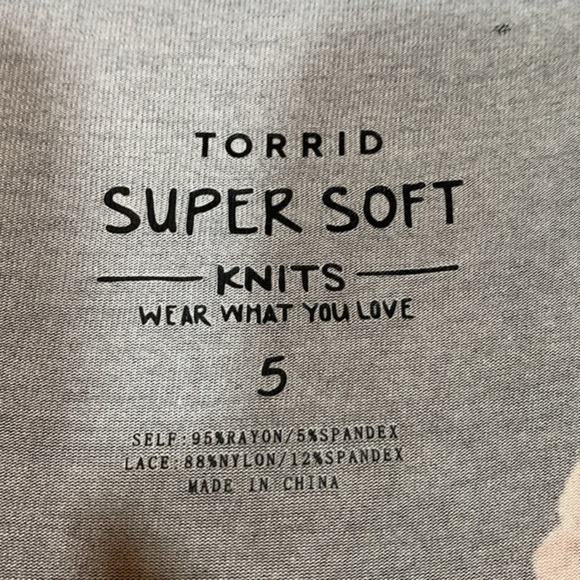 TORRID
SUPER SOFT
KNITS
WEAR WHAT YOU LOVE
5
SELF:95%RAYON/5%SPANDEX
LACE:88%NYLON/12%SPANDEX
MADE IN CHINA